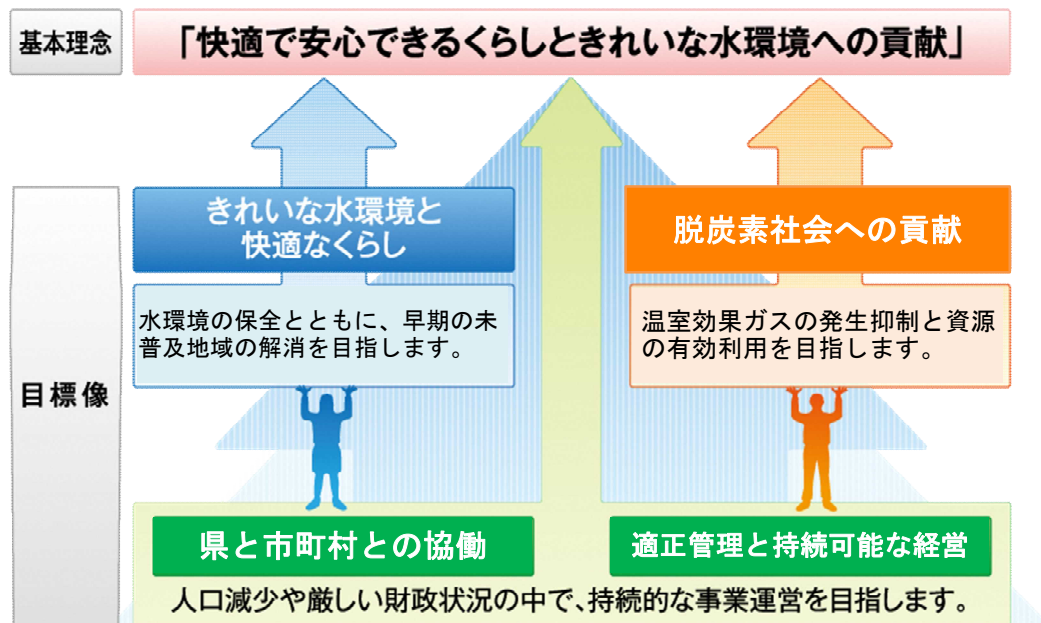 基本理念
「快適で安心できるくらしときれいな水環境への貢献」
目標像
きれいな水環境と
快適なくらし
水環境の保全とともに、早期の未
普及地域の解消を目指します。
脱炭素社会への貢献
温室効果ガスの発生抑制と資源
の有効利用を目指します。
県と市町村との協働
適正管理と持続可能な経営
人口減少や厳しい財政状況の中で、持続的な事業運営を目指します。